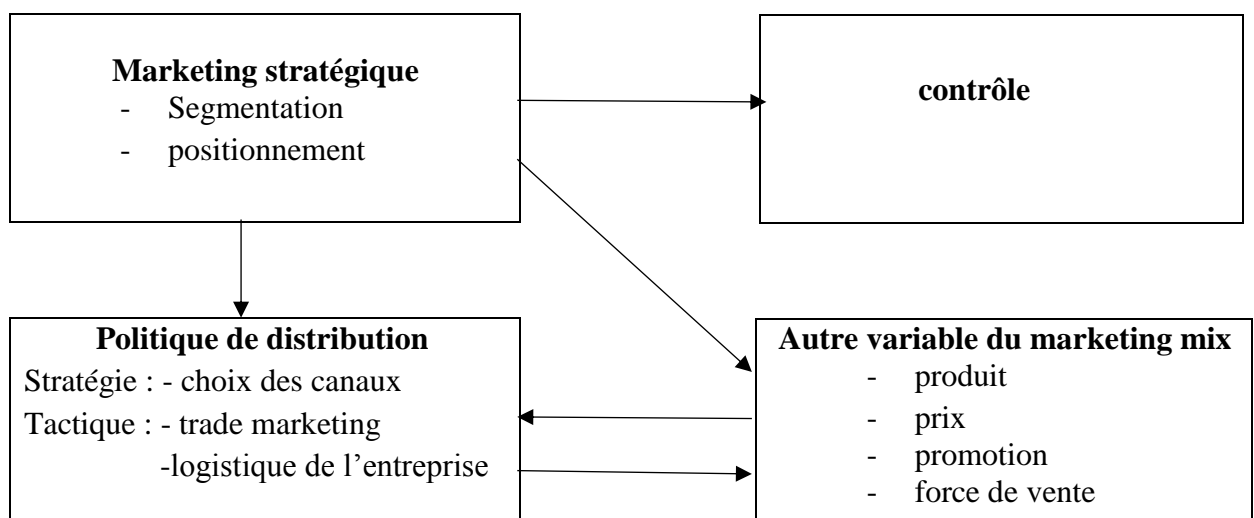 Marketing stratégique
- Segmentation
- positionnement
contrôle
Politique de distribution
Stratégie : - choix des canaux
Tactique : - trade marketing
-logistique de l’entreprise
Autre variable du marketing mix
- produit
- prix
- promotion
- force de vente